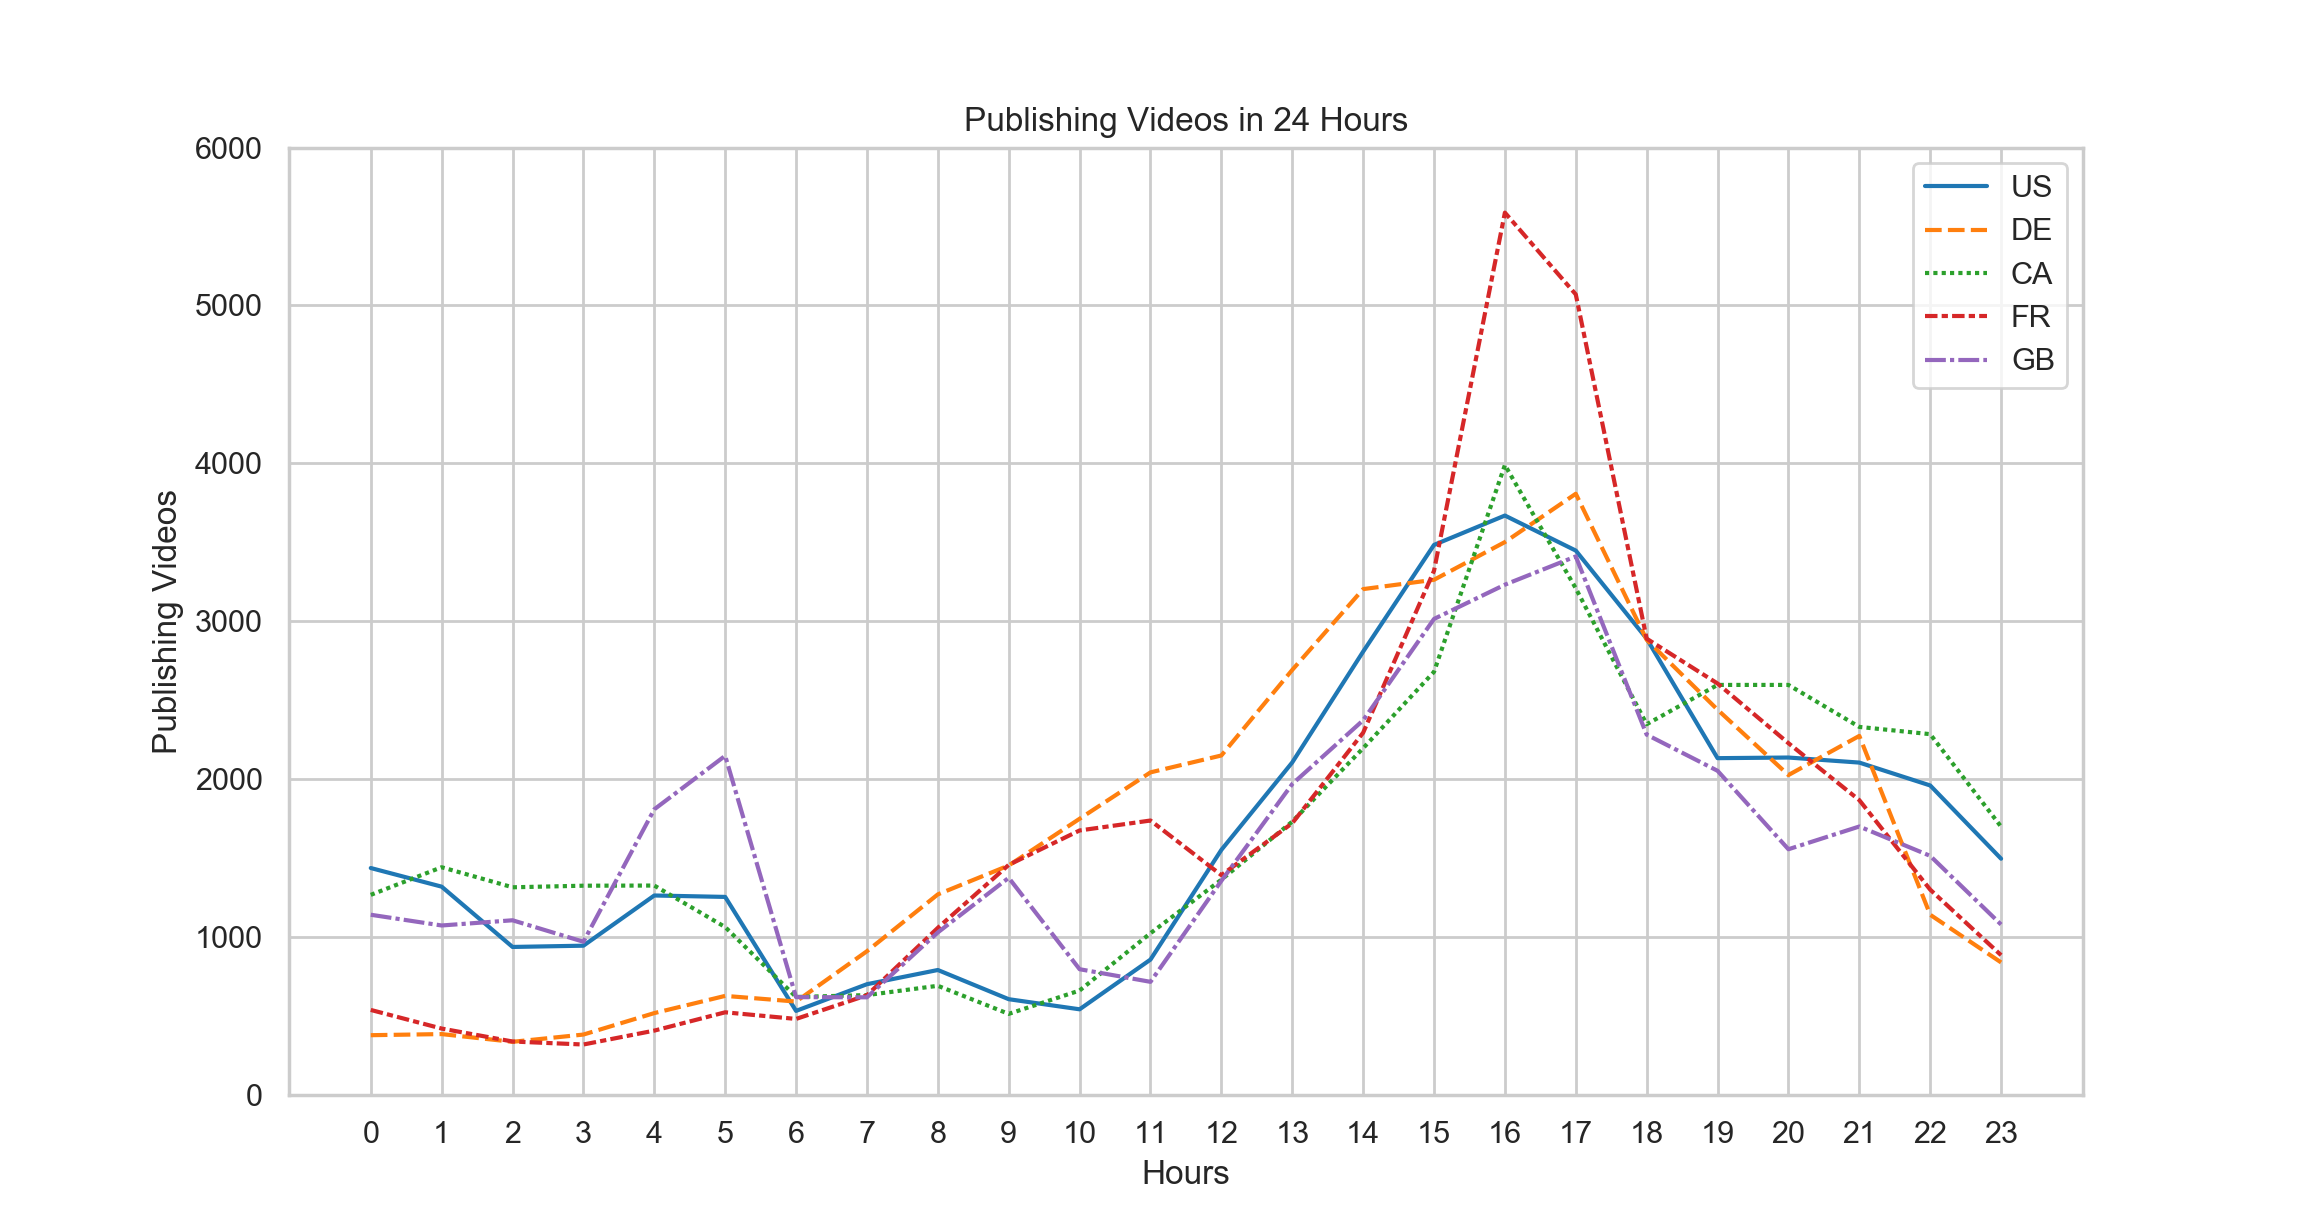 Publishing Videos in 24 Hours
6000
5000
4000
3000
2000
1000
0
Publishing Videos
US
DE
CA
FR
GB
0 1 2 3 4 5 6 7 8 9 10 11 12 13 14 15 16 17 18 19 20 21 22 23
Hours